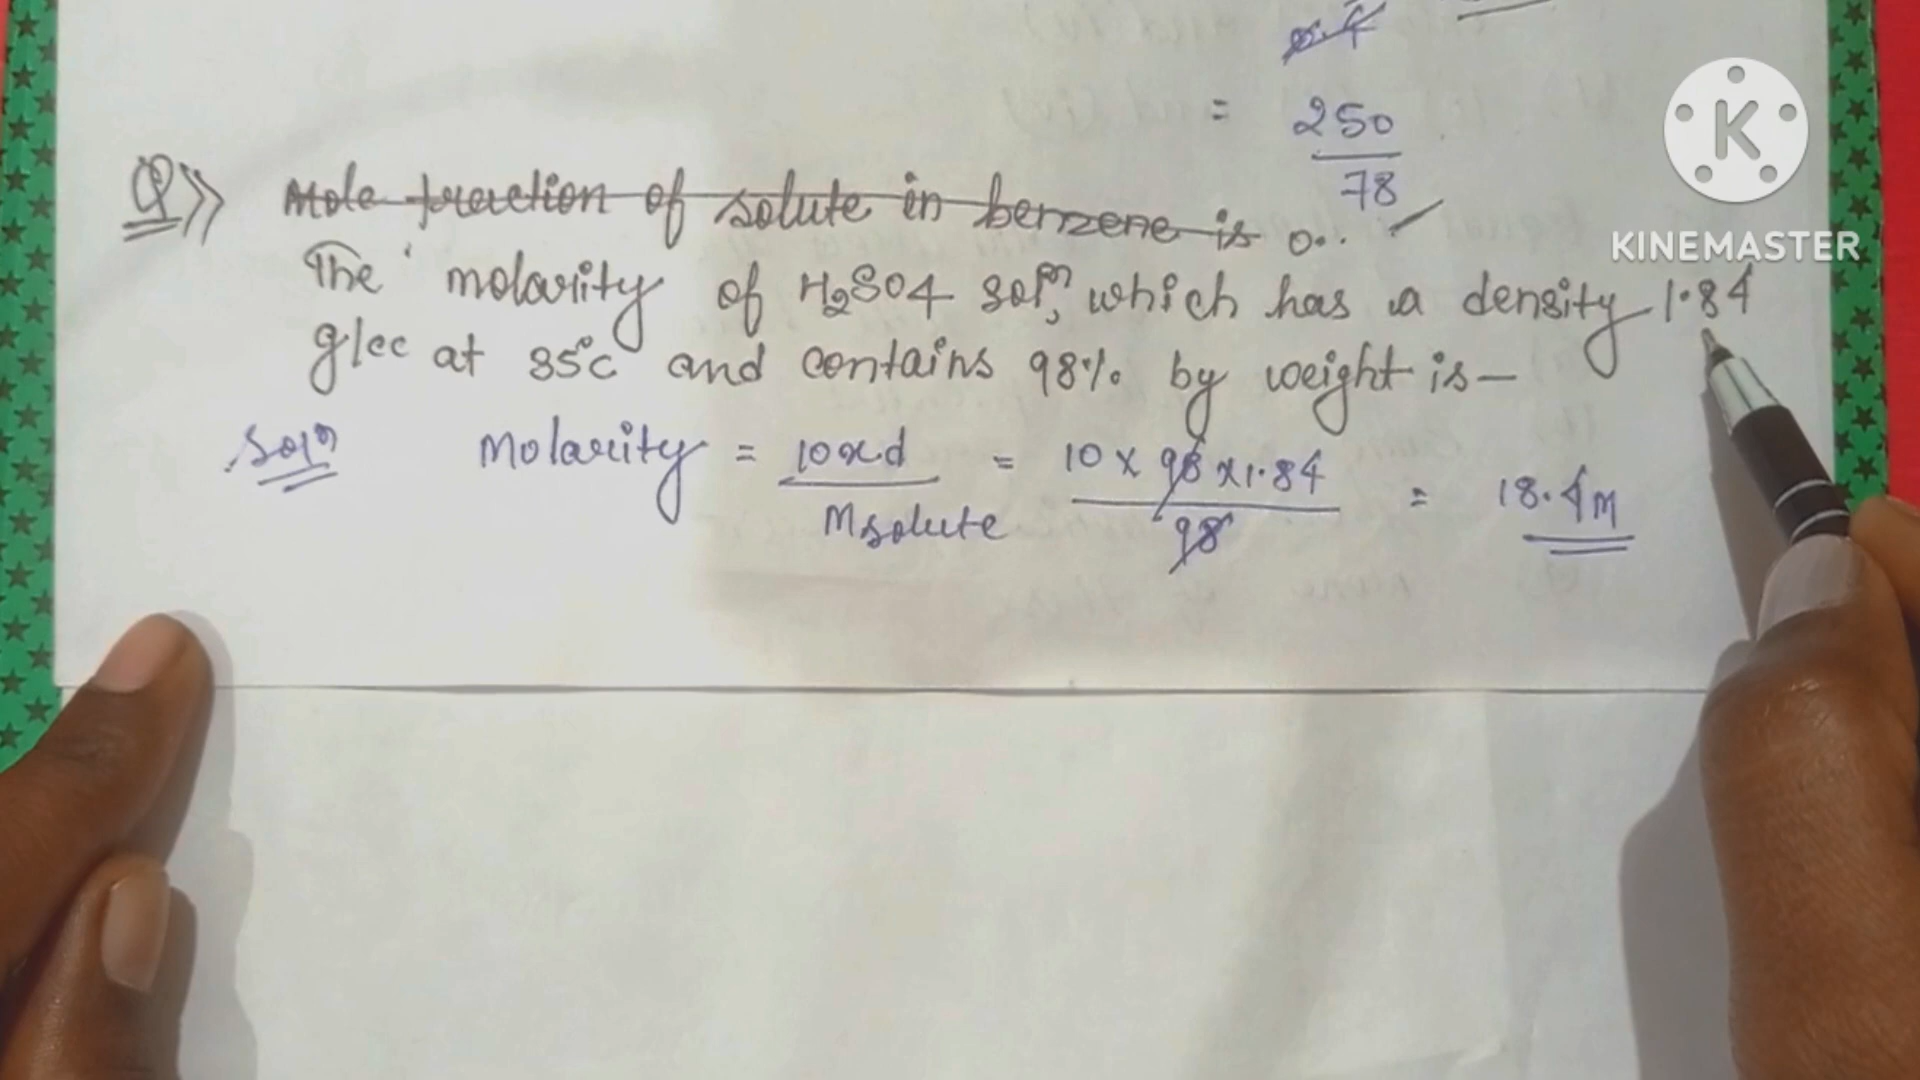 = 250
78
Q>> Mole fraction of solute in benzene is 0..
The molarity of H2SO4 solⁿ, which has a density 1.84
g/cc at 35°c and contains 98% by weight is—
Solⁿ Molarity = 10x.d / Msolute = 10 x 98 x 1.84 / 98 = 18.4M
K
KINEMASTER